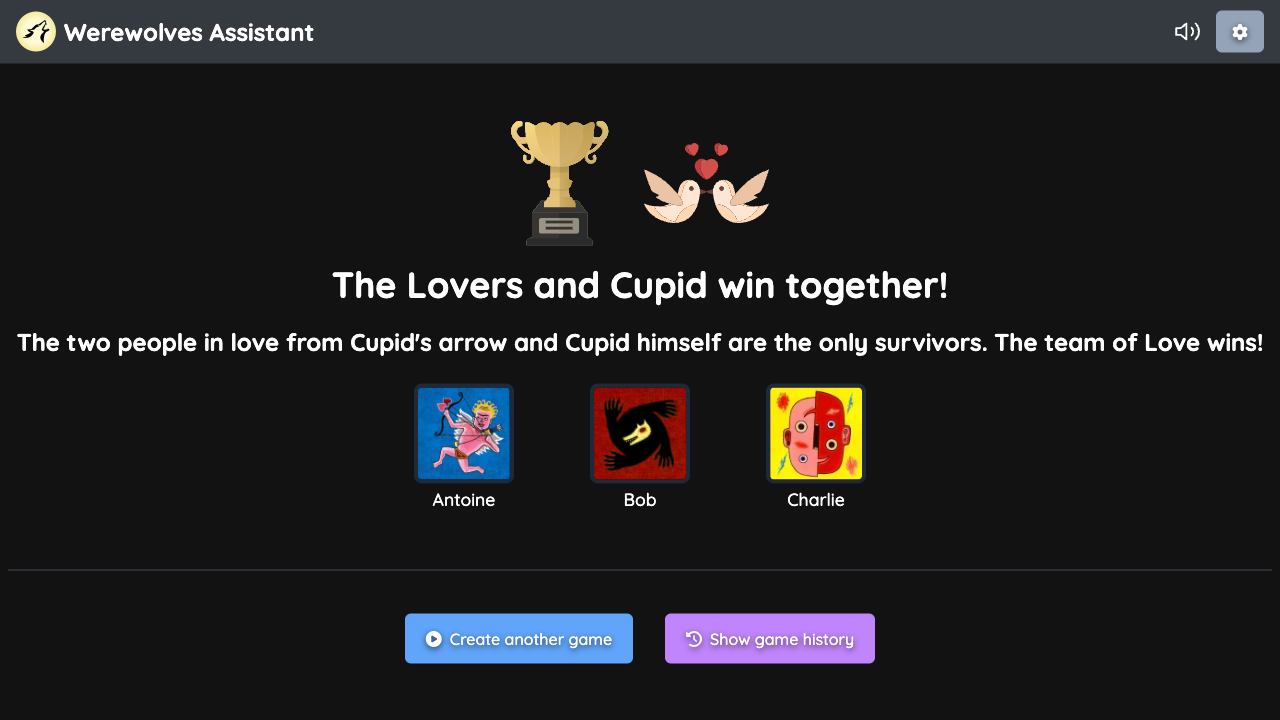 Werewolves Assistant
The Lovers and Cupid win together!
The two people in love from Cupid's arrow and Cupid himself are the only survivors. The team of Love wins!
Antoine
Bob
Charlie
Create another game
Show game history